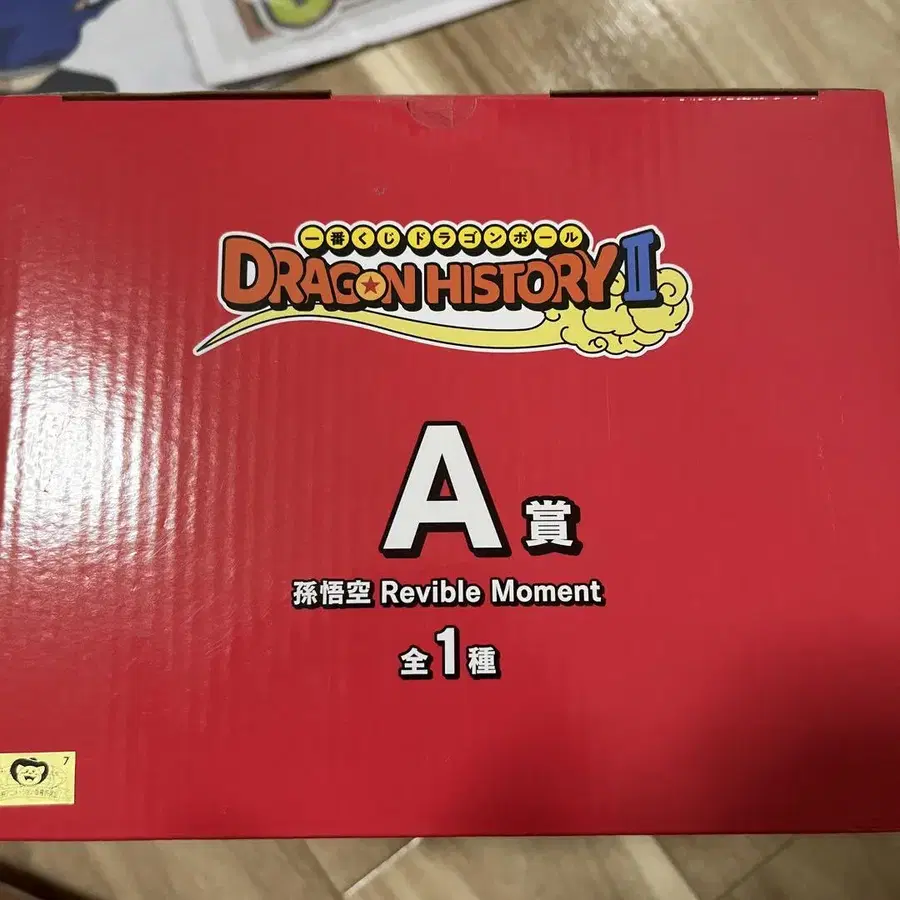 一番くじ ドラゴンボール
DRAGON HISTORY II
A賞
孫悟空 Revible Moment
全1種
7